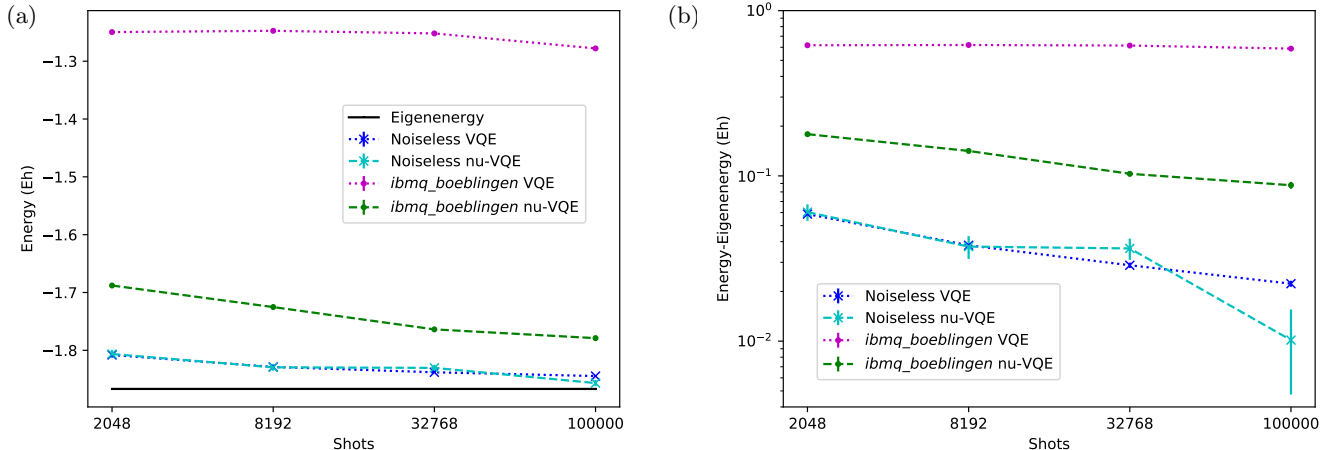 (a)
−1.3
−1.4
−1.5
−1.6
−1.7
−1.8
Energy (Eh)
2048
8192
32768
100000
Shots
Eigenenergy
Noiseless VQE
Noiseless nu-VQE
ibmq_boeblingen VQE
ibmq_boeblingen nu-VQE
(b)
10⁰
10⁻¹
10⁻²
Energy-Eigenenergy (Eh)
2048
8192
32768
100000
Shots
Noiseless VQE
Noiseless nu-VQE
ibmq_boeblingen VQE
ibmq_boeblingen nu-VQE